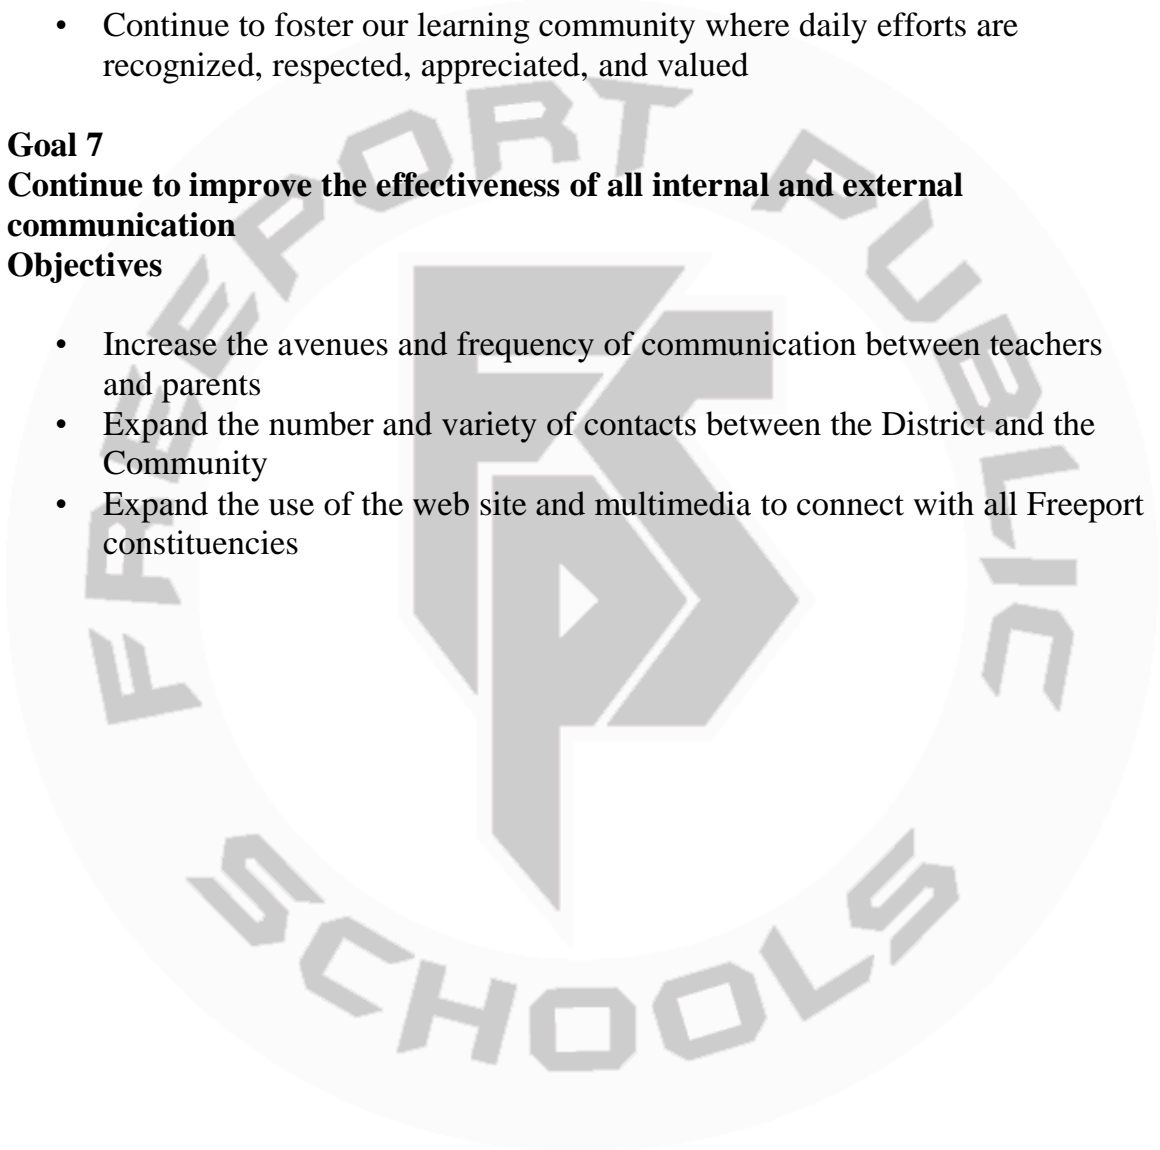 • Continue to foster our learning community where daily efforts are
recognized, respected, appreciated, and valued
Goal 7
Continue to improve the effectiveness of all internal and external
communication
Objectives
• Increase the avenues and frequency of communication between teachers
and parents
• Expand the number and variety of contacts between the District and the
Community
• Expand the use of the web site and multimedia to connect with all Freeport
constituencies
FREEPORT PUBLIC
SCHOOLS
FPS